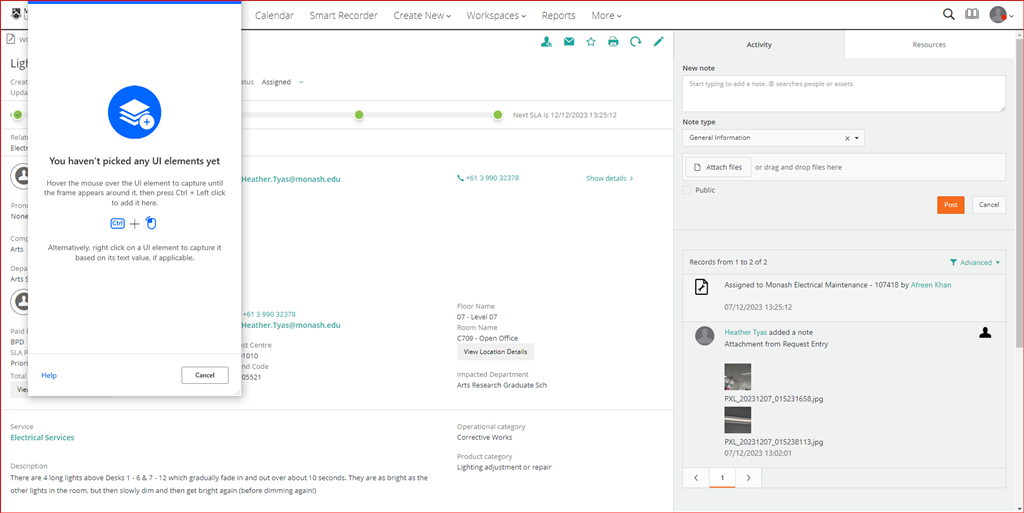 Calendar
Smart Recorder
Create New
Workspaces
Reports
More
Ligh
Crea
Upda
Assigned
Next SLA is 12/12/2023 13:25:12
Relate
Electr
You haven't picked any UI elements yet
Hover the mouse over the UI element to capture until
the frame appears around it, then press Ctrl + Left click
to add it here.
Ctrl +
Alternatively, right click on a UI element to capture it
based on its text value, if applicable.
Help
Cancel
Heather.Tyas@monash.edu
+61 3 990 32378
Show details
Phone
None
Comp
Arts
Depa
Arts S
+61 3 990 32378
Heather.Tyas@monash.edu
Paid
BPD
SLA P
Priori
Total
Vie
est Centre
01010
nd Code
05521
Floor Name
07 - Level 07
Room Name
C709 - Open Office
View Location Details
Impacted Department
Arts Research Graduate Sch
Service
Electrical Services
Operational category
Corrective Works
Product category
Lighting adjustment or repair
Description
There are 4 long lights above Desks 1 - 6 & 7 - 12 which gradually fade in and out over about 10 seconds. They are as bright as the
other lights in the room, but then slowly dim and then get bright again (before dimming again!)
Activity
Resources
New note
Start typing to add a note. @ searches people or assets.
Note type
General Information
Attach files
or drag and drop files here
Public
Post
Cancel
Records from 1 to 2 of 2
Advanced
Assigned to Monash Electrical Maintenance - 107418 by Afreen Khan
07/12/2023 13:25:12
Heather Tyas added a note
Attachment from Request Entry
PXL_20231207_015231658.jpg
PXL_20231207_015238113.jpg
07/12/2023 13:02:01
1